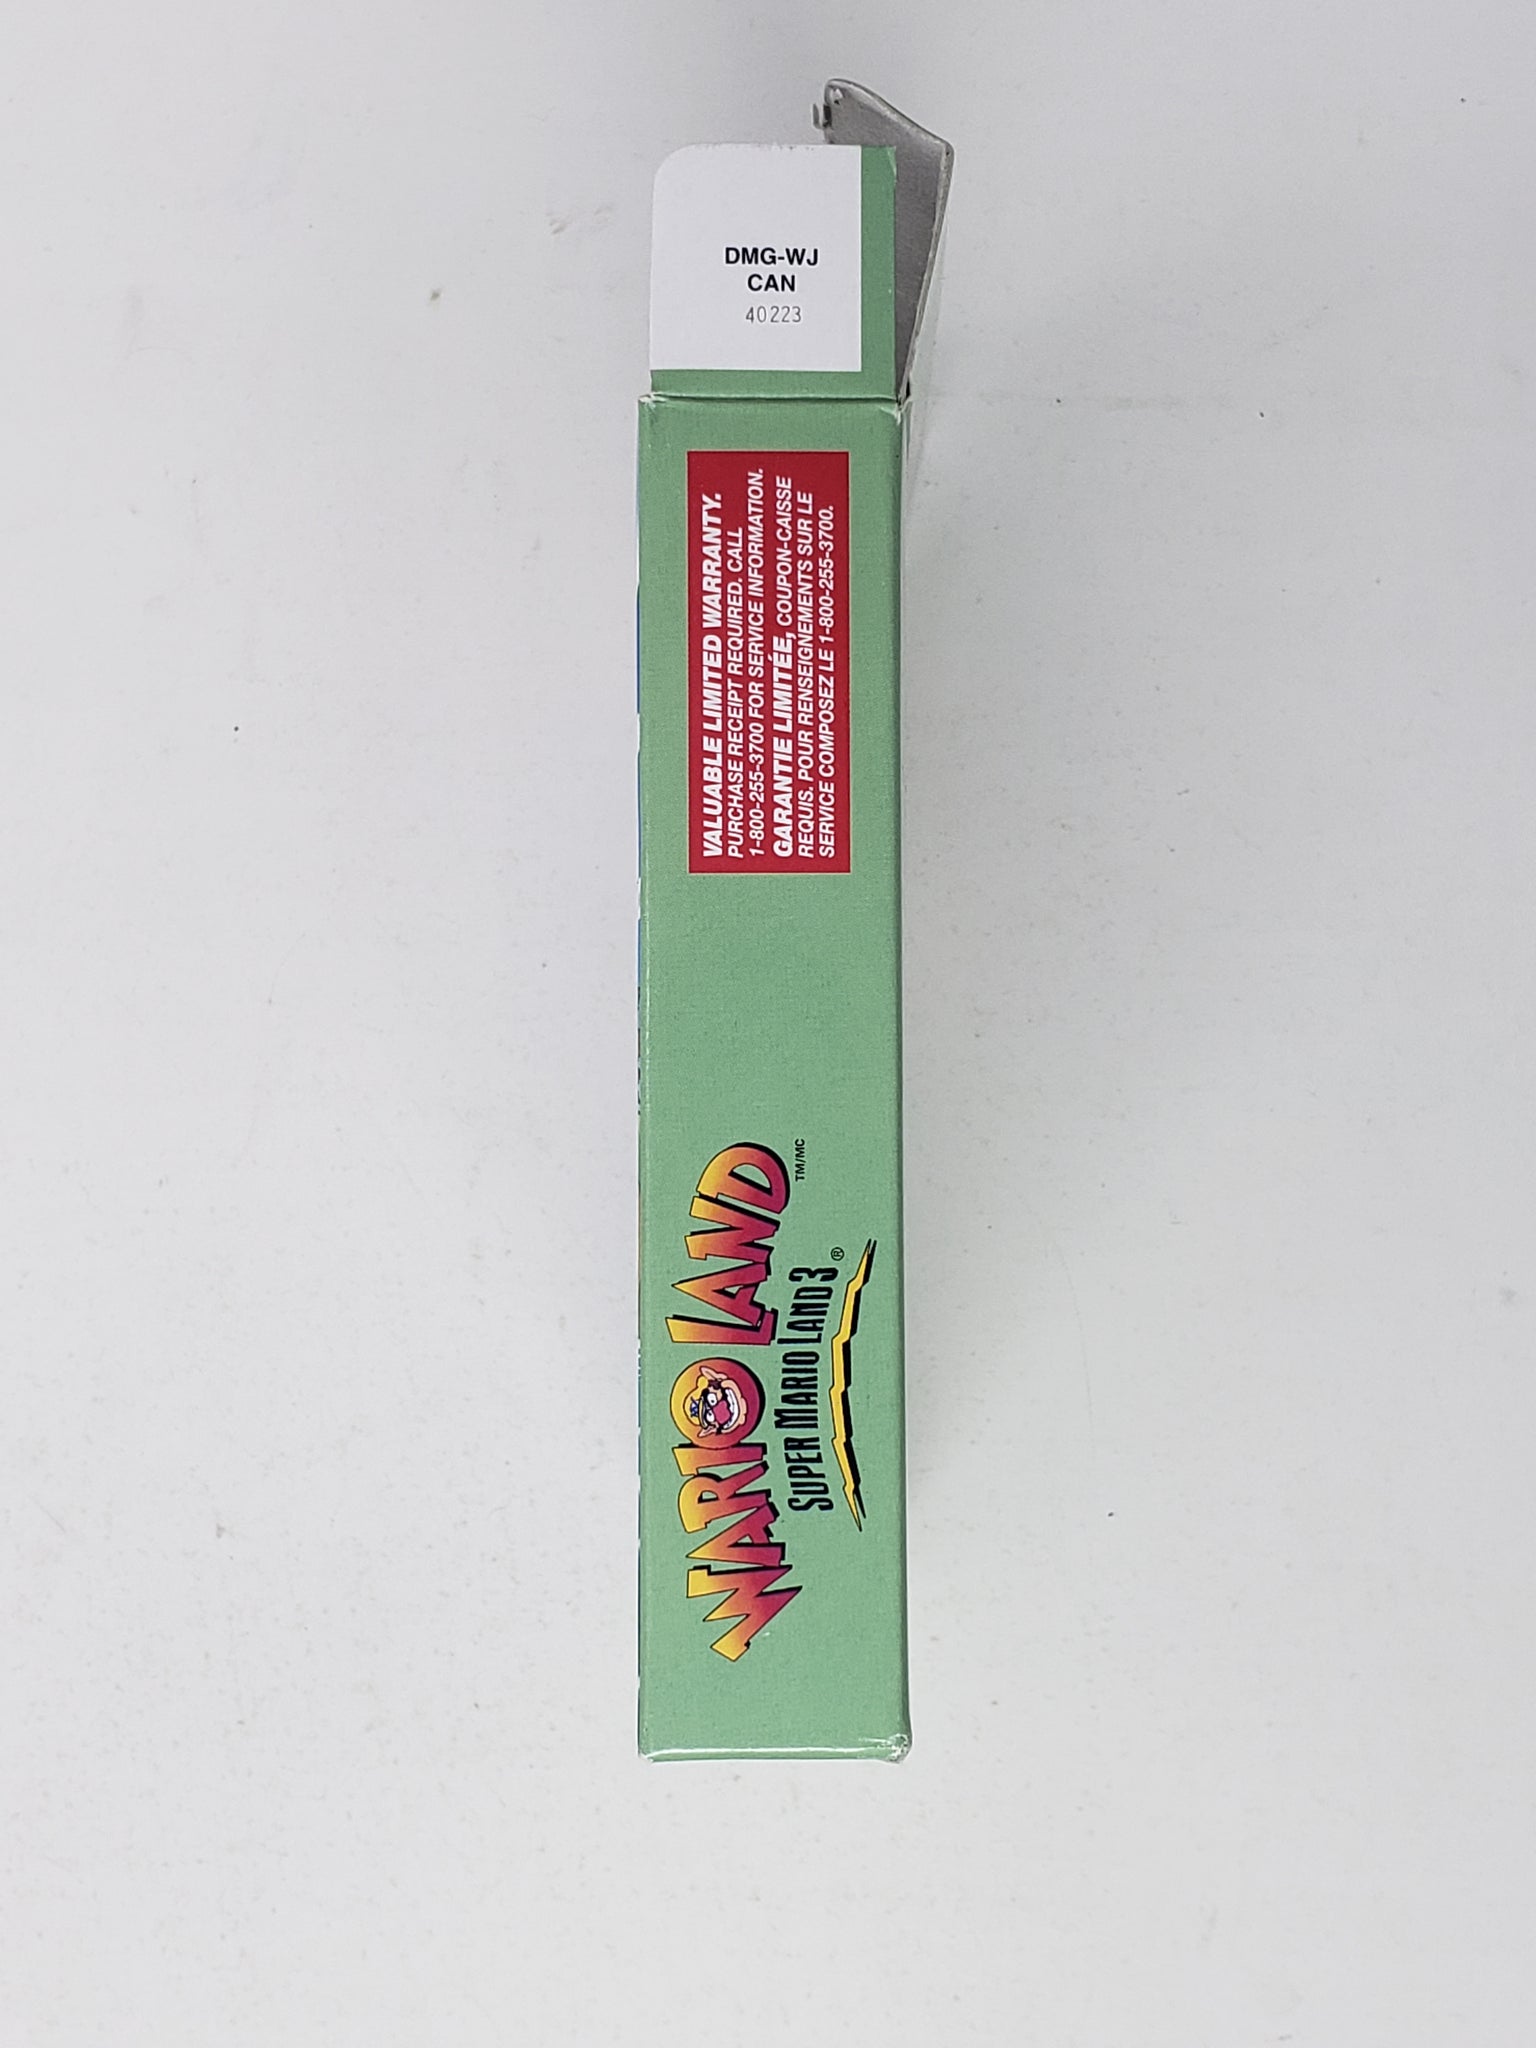 DMG-WJ
CAN
40223
VALUABLE LIMITED WARRANTY.
PURCHASE RECEIPT REQUIRED. CALL
1-800-255-3700 FOR SERVICE INFORMATION.
GARANTIE LIMITÉE, COUPON-CAISSE
REQUIS. POUR RENSEIGNEMENTS SUR LE
SERVICE COMPOSEZ LE 1-800-255-3700.
WARIO LAND TM/MC
SUPER MARIO LAND 3 ®